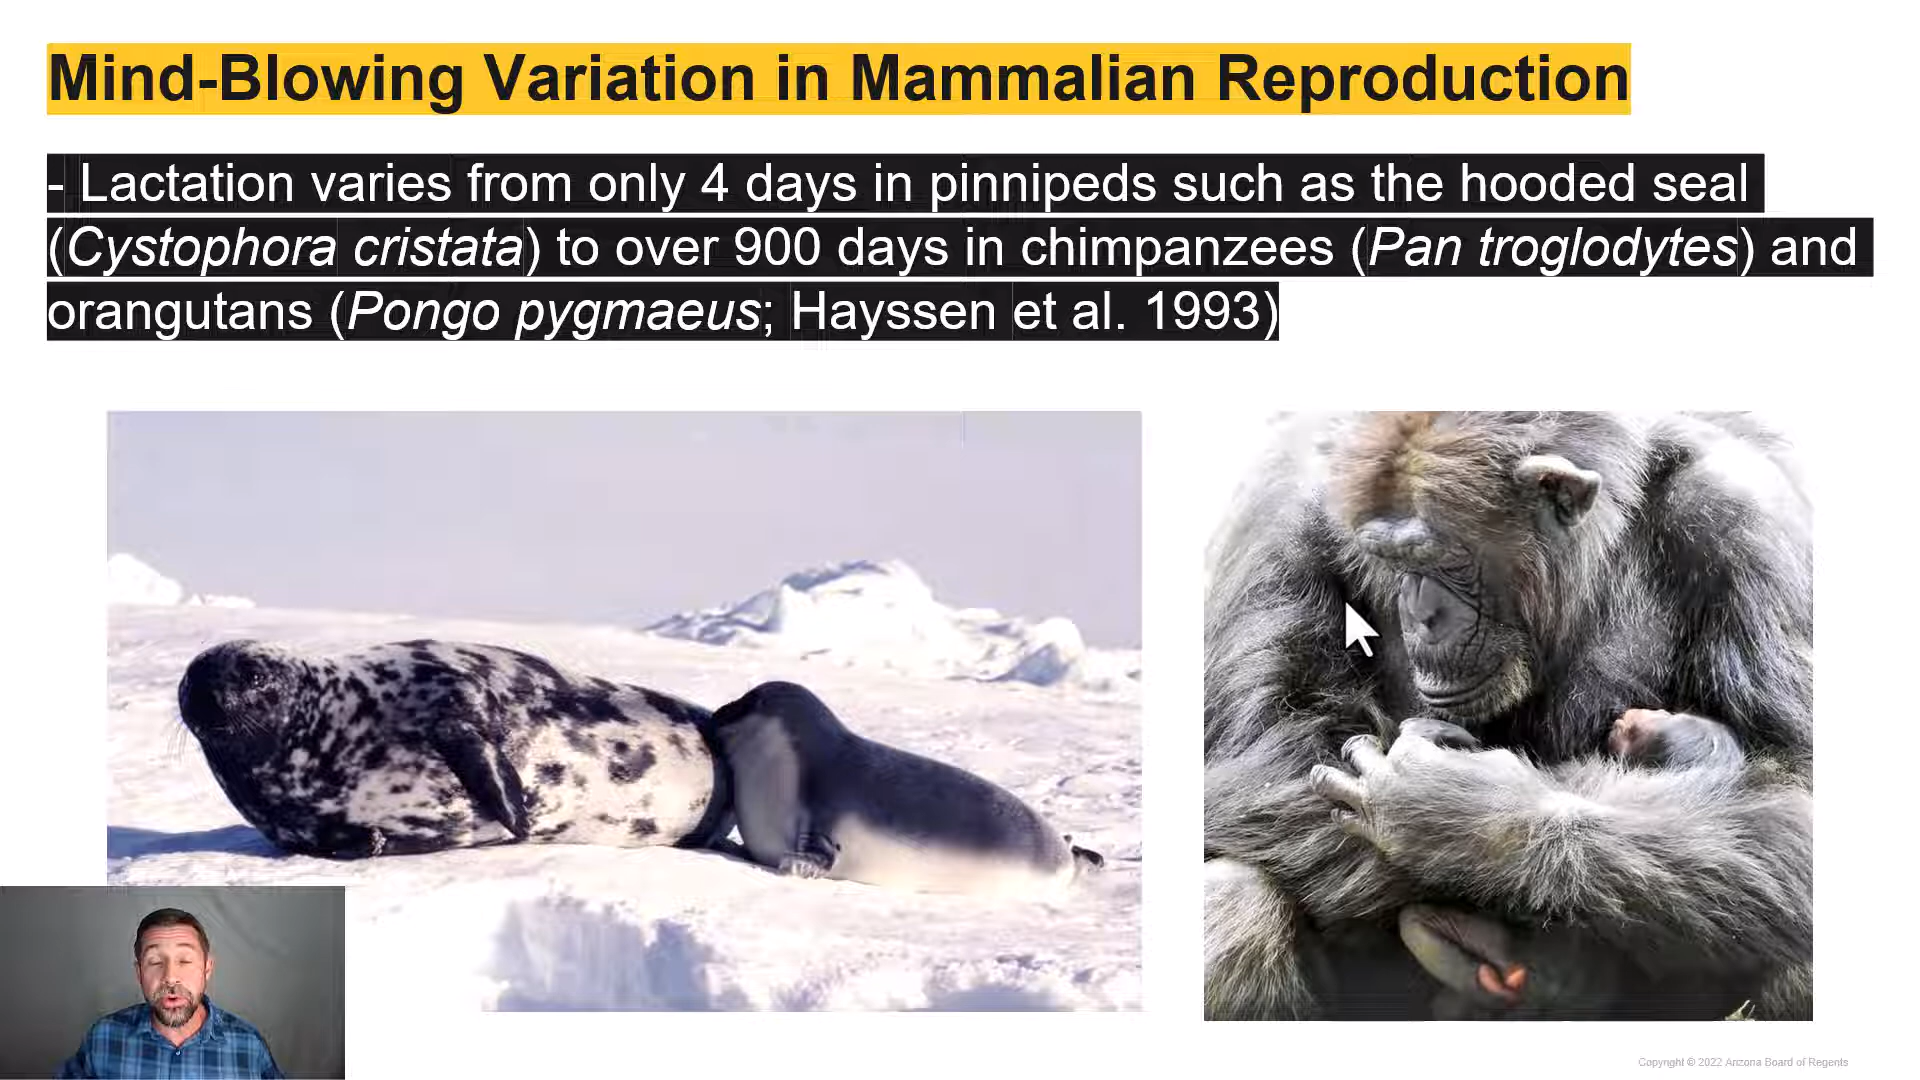 Mind-Blowing Variation in Mammalian Reproduction
- Lactation varies from only 4 days in pinnipeds such as the hooded seal
(Cystophora cristata) to over 900 days in chimpanzees (Pan troglodytes) and
orangutans (Pongo pygmaeus; Hayssen et al. 1993)
Copyright © 2022 Arizona Board of Regents